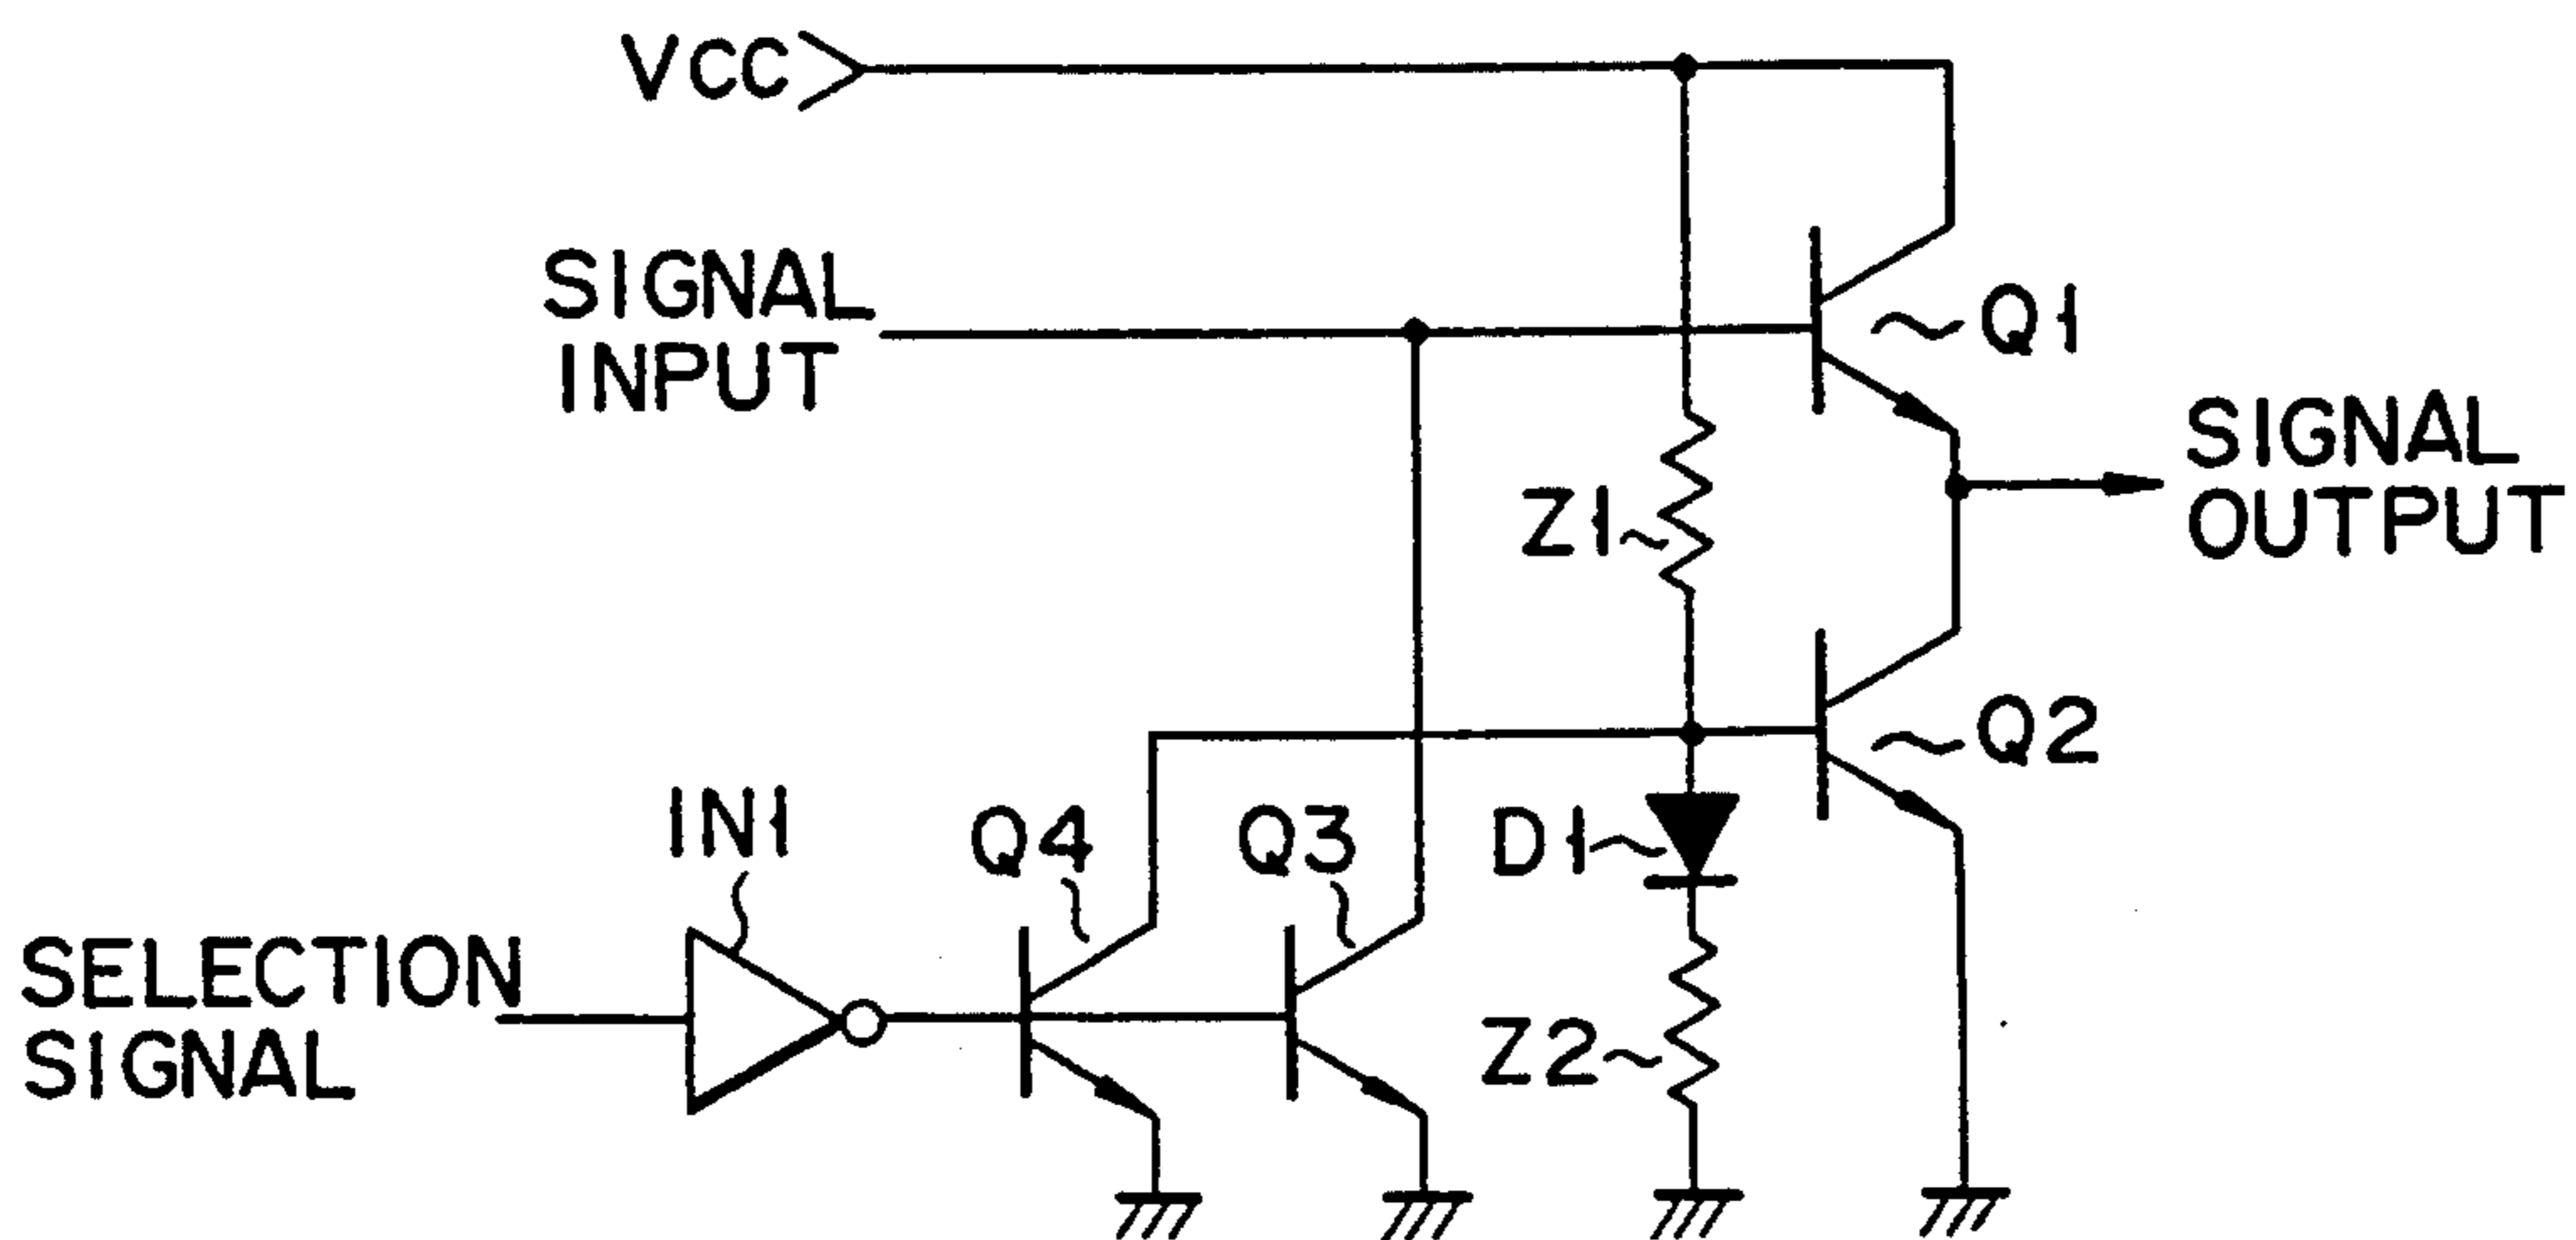 VCC
SIGNAL
INPUT
Q1
SIGNAL
OUTPUT
Z1
Q2
IN1
Q4
Q3
D1
SELECTION
SIGNAL
Z2